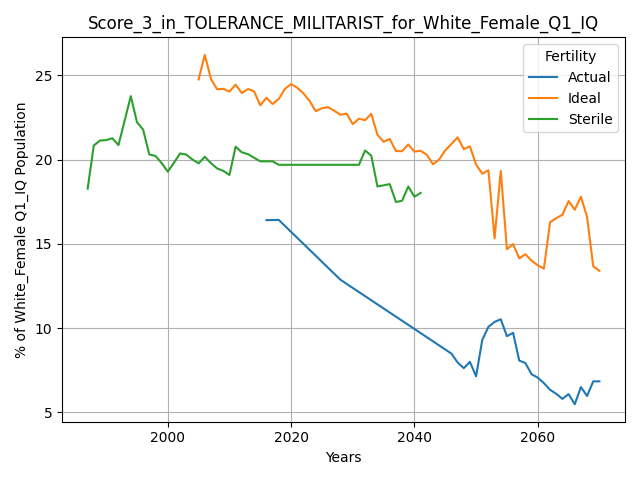 Score_3_in_TOLERANCE_MILITARIST_for_White_Female_Q1_IQ
% of White_Female Q1_IQ Population
25
20
15
10
5
Fertility
Actual
Ideal
Sterile
2000
2020
2040
2060
Years